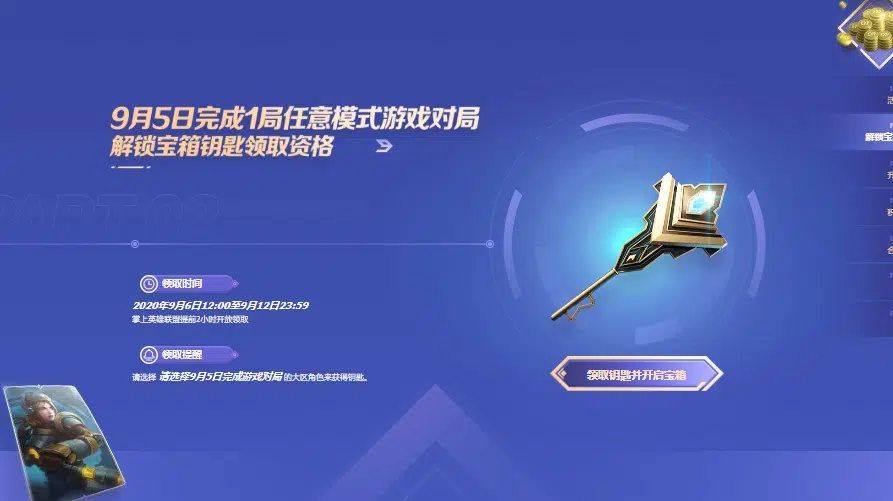 9月5日完成1局任意模式游戏对局
解锁宝箱钥匙领取资格
领取时间
2020年9月6日12:00至9月12日23:59
掌上英雄联盟提前2小时开放领取
领取提醒
请选择 请选择9月5日完成游戏对局 的大区角色来获得钥匙。
领取钥匙并开启宝箱
解锁宝